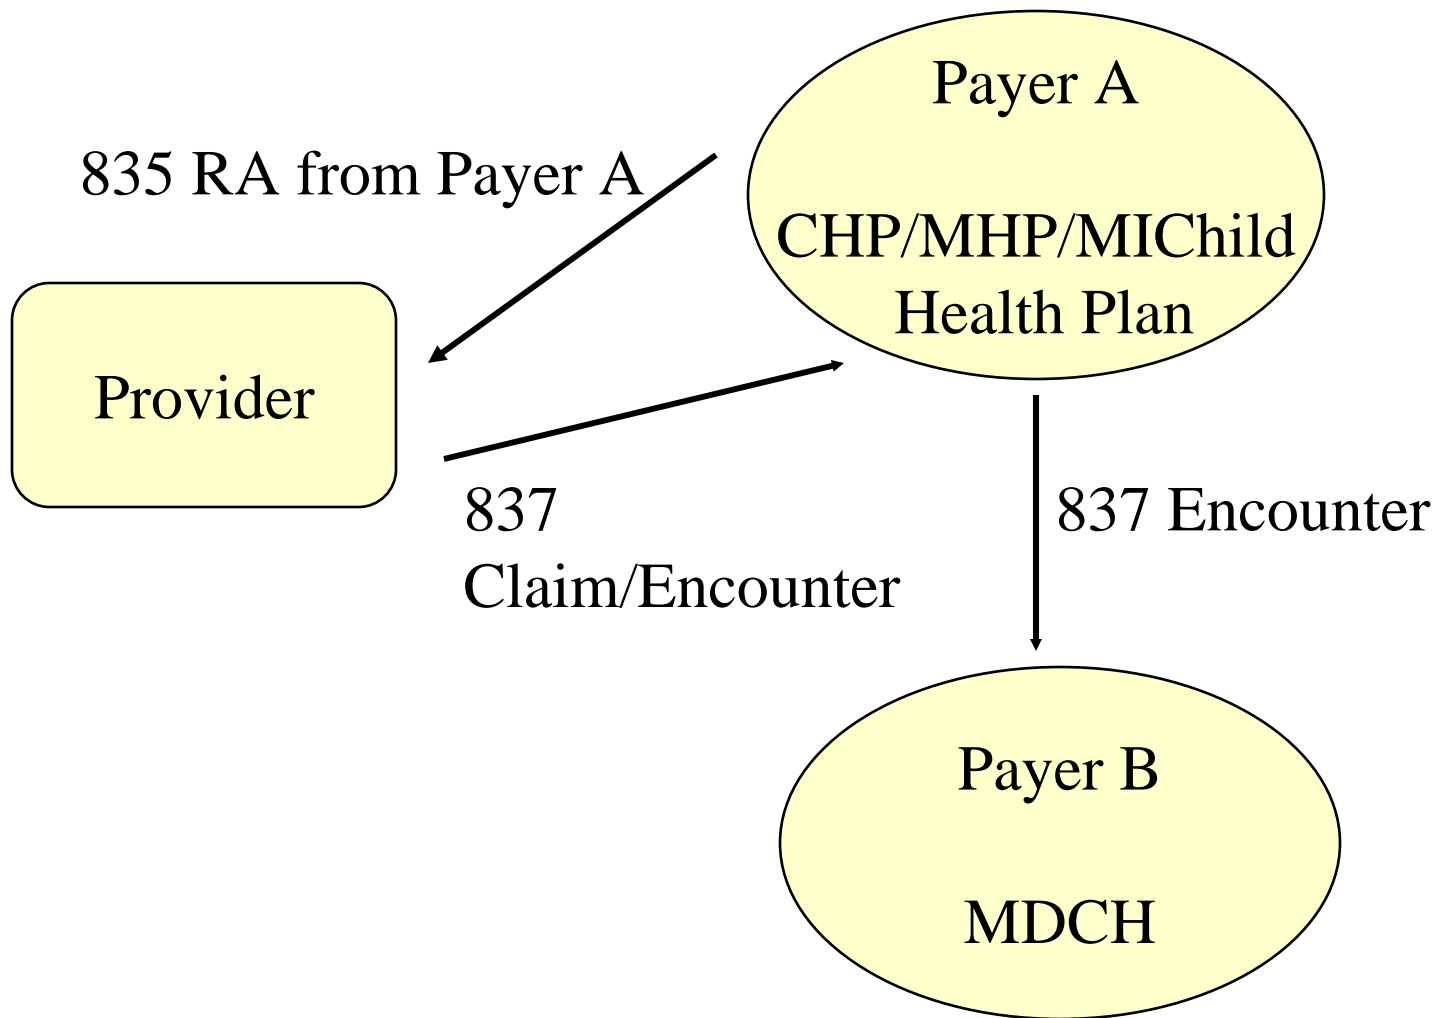 Payer A
835 RA from Payer A
CHP/MHP/MIChild
Health Plan
Provider
837
Claim/Encounter
837 Encounter
Payer B
MDCH